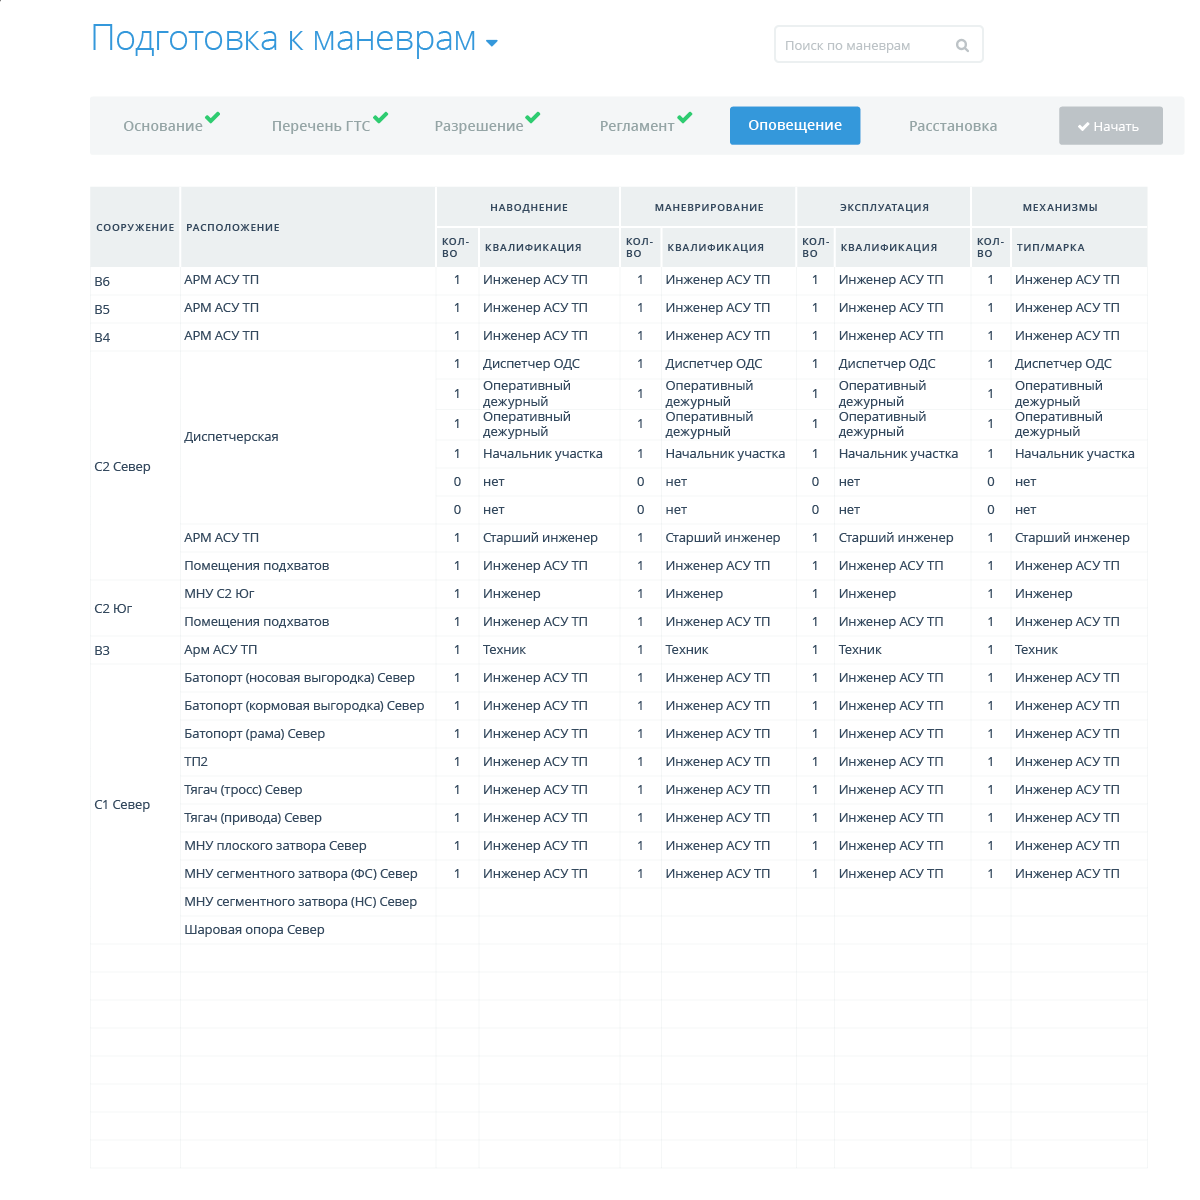 Подготовка к маневрам
Поиск по маневрам
Основание Перечень ГТС Разрешение Регламент Оповещение Расстановка Начать
СООРУЖЕНИЕ РАСПОЛОЖЕНИЕ НАВОДНЕНИЕ МАНЕВРИРОВАНИЕ ЭКСПЛУАТАЦИЯ МЕХАНИЗМЫ
КОЛ-ВО КВАЛИФИКАЦИЯ КОЛ-ВО КВАЛИФИКАЦИЯ КОЛ-ВО КВАЛИФИКАЦИЯ КОЛ-ВО ТИП/МАРКА
В6 АРМ АСУ ТП 1 Инженер АСУ ТП 1 Инженер АСУ ТП 1 Инженер АСУ ТП 1 Инженер АСУ ТП
В5 АРМ АСУ ТП 1 Инженер АСУ ТП 1 Инженер АСУ ТП 1 Инженер АСУ ТП 1 Инженер АСУ ТП
В4 АРМ АСУ ТП 1 Инженер АСУ ТП 1 Инженер АСУ ТП 1 Инженер АСУ ТП 1 Инженер АСУ ТП
С2 Север Диспетчерская 1 Диспетчер ОДС 1 Диспетчер ОДС 1 Диспетчер ОДС 1 Диспетчер ОДС
1 Оперативный дежурный 1 Оперативный дежурный 1 Оперативный дежурный 1 Оперативный дежурный
1 Оперативный дежурный 1 Оперативный дежурный 1 Оперативный дежурный 1 Оперативный дежурный
1 Начальник участка 1 Начальник участка 1 Начальник участка 1 Начальник участка
0 нет 0 нет 0 нет 0 нет
0 нет 0 нет 0 нет 0 нет
АРМ АСУ ТП 1 Старший инженер 1 Старший инженер 1 Старший инженер 1 Старший инженер
Помещения подхватов 1 Инженер АСУ ТП 1 Инженер АСУ ТП 1 Инженер АСУ ТП 1 Инженер АСУ ТП
С2 Юг МНУ С2 Юг 1 Инженер 1 Инженер 1 Инженер 1 Инженер
Помещения подхватов 1 Инженер АСУ ТП 1 Инженер АСУ ТП 1 Инженер АСУ ТП 1 Инженер АСУ ТП
В3 Арм АСУ ТП 1 Техник 1 Техник 1 Техник 1 Техник
С1 Север Батопорт (носовая выгородка) Север 1 Инженер АСУ ТП 1 Инженер АСУ ТП 1 Инженер АСУ ТП 1 Инженер АСУ ТП
Батопорт (кормовая выгородка) Север 1 Инженер АСУ ТП 1 Инженер АСУ ТП 1 Инженер АСУ ТП 1 Инженер АСУ ТП
Батопорт (рама) Север 1 Инженер АСУ ТП 1 Инженер АСУ ТП 1 Инженер АСУ ТП 1 Инженер АСУ ТП
ТП2 1 Инженер АСУ ТП 1 Инженер АСУ ТП 1 Инженер АСУ ТП 1 Инженер АСУ ТП
Тягач (тросс) Север 1 Инженер АСУ ТП 1 Инженер АСУ ТП 1 Инженер АСУ ТП 1 Инженер АСУ ТП
Тягач (привода) Север 1 Инженер АСУ ТП 1 Инженер АСУ ТП 1 Инженер АСУ ТП 1 Инженер АСУ ТП
МНУ плоского затвора Север 1 Инженер АСУ ТП 1 Инженер АСУ ТП 1 Инженер АСУ ТП 1 Инженер АСУ ТП
МНУ сегментного затвора (ФС) Север 1 Инженер АСУ ТП 1 Инженер АСУ ТП 1 Инженер АСУ ТП 1 Инженер АСУ ТП
МНУ сегментного затвора (НС) Север
Шаровая опора Север